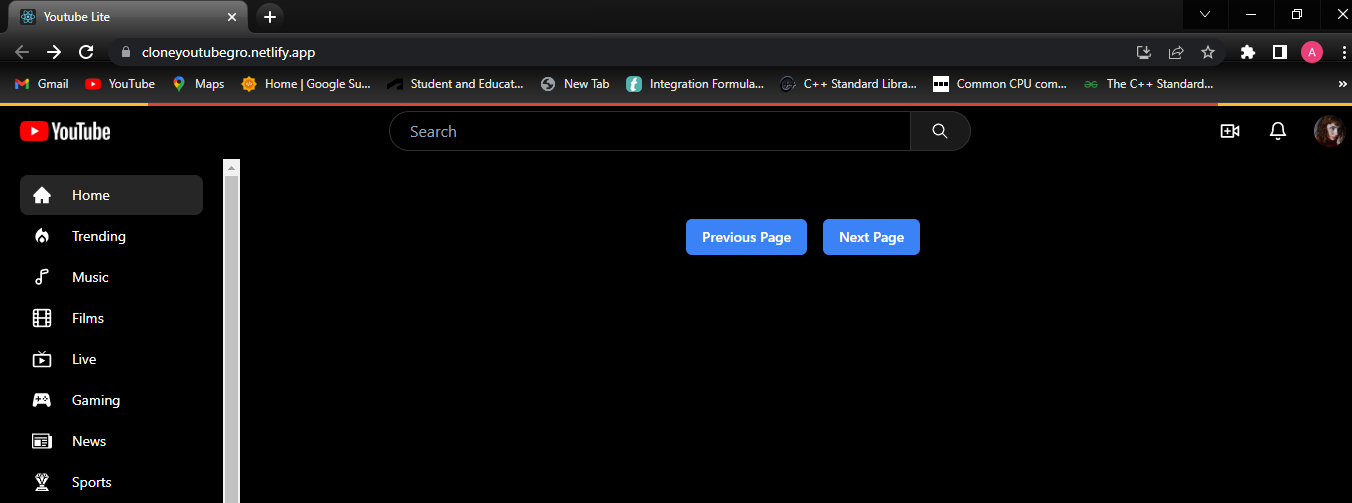 Youtube Lite
cloneyoutubegro.netlify.app
A
Gmail YouTube Maps Home | Google Su... Student and Educat... New Tab Integration Formula... C++ Standard Libra... Common CPU com... The C++ Standard... »
YouTube Search
Home
Previous Page Next Page
Trending
Music
Films
Live
Gaming
News
Sports